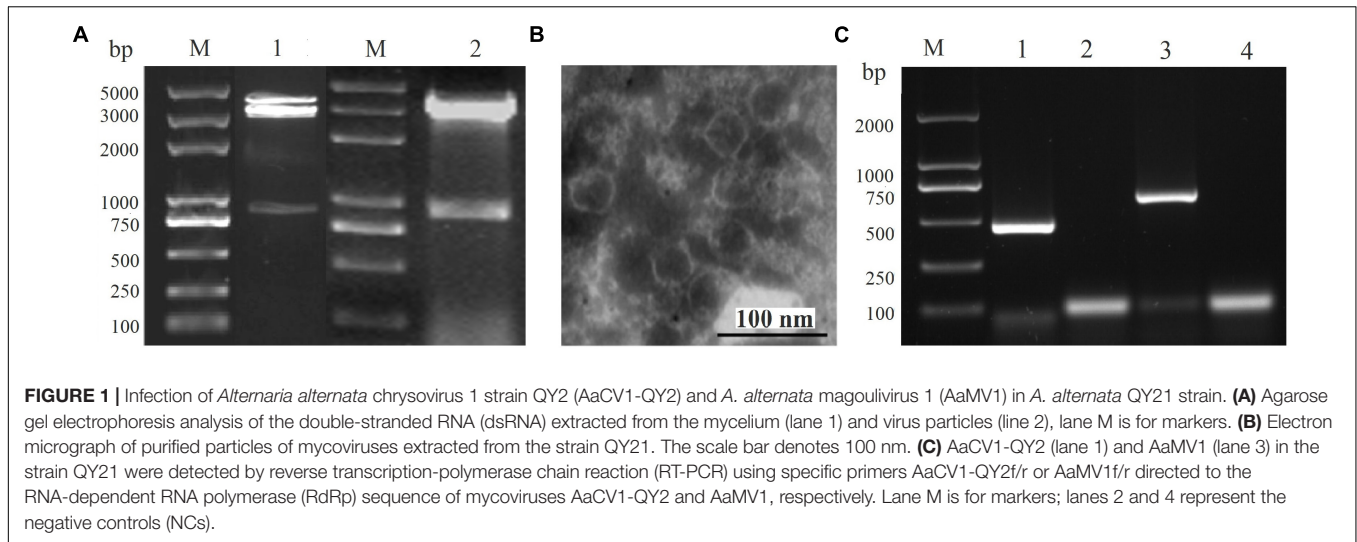 A
bp
M
1
M
2
5000
3000
2000
1000
750
500
250
100
B
100 nm
C
bp
M
1
2
3
4
2000
1000
750
500
250
100
FIGURE 1 | Infection of Alternaria alternata chrysovirus 1 strain QY2 (AaCV1-QY2) and A. alternata magoulivirus 1 (AaMV1) in A. alternata QY21 strain. (A) Agarose
gel electrophoresis analysis of the double-stranded RNA (dsRNA) extracted from the mycelium (lane 1) and virus particles (line 2), lane M is for markers. (B) Electron
micrograph of purified particles of mycoviruses extracted from the strain QY21. The scale bar denotes 100 nm. (C) AaCV1-QY2 (lane 1) and AaMV1 (lane 3) in the
strain QY21 were detected by reverse transcription-polymerase chain reaction (RT-PCR) using specific primers AaCV1-QY2f/r or AaMV1f/r directed to the
RNA-dependent RNA polymerase (RdRp) sequence of mycoviruses AaCV1-QY2 and AaMV1, respectively. Lane M is for markers; lanes 2 and 4 represent the
negative controls (NCs).